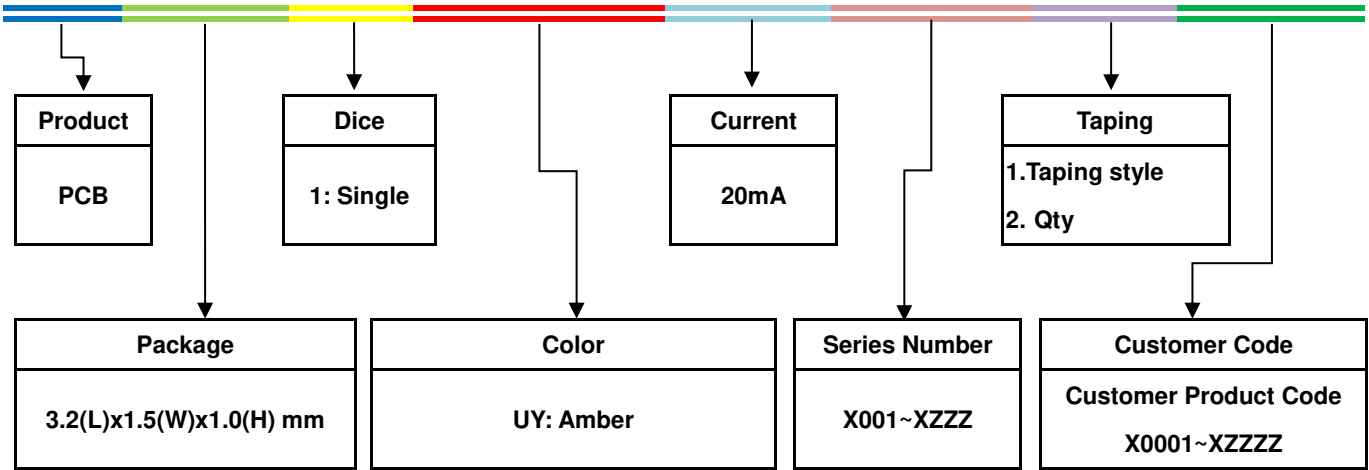 Product
PCB
Dice
1: Single
Current
20mA
Taping
1.Taping style
2. Qty
Package
3.2(L)x1.5(W)x1.0(H) mm
Color
UY: Amber
Series Number
X001~XZZZ
Customer Code
Customer Product Code
X0001~XZZZZ